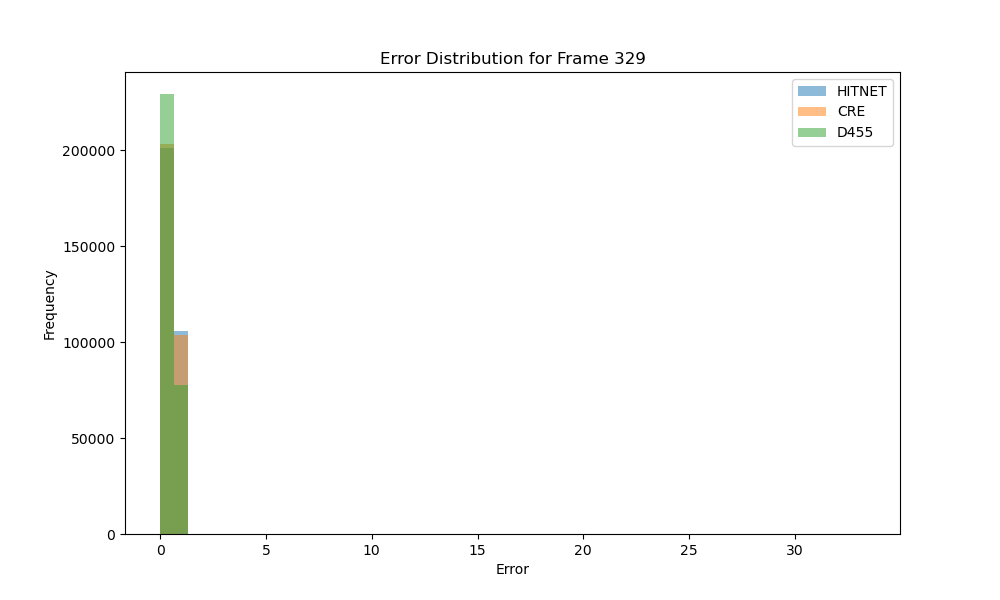 Error Distribution for Frame 329
HITNET
CRE
D455
200000
150000
100000
50000
0
Frequency
0 5 10 15 20 25 30
Error